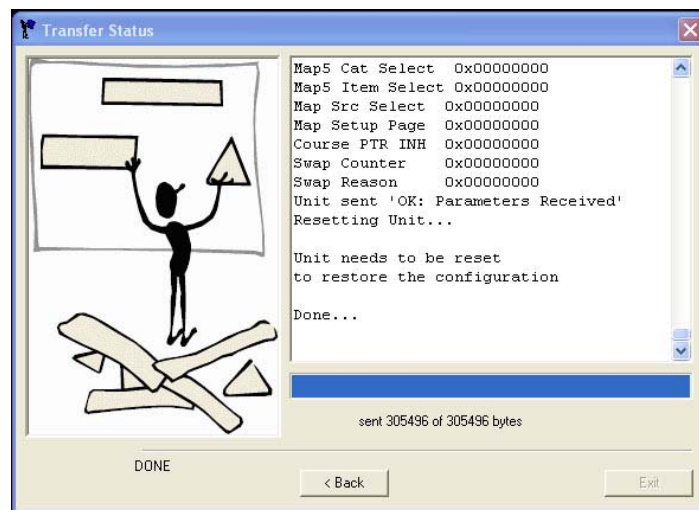 Transfer Status
Map5 Cat Select 0x00000000
Map5 Item Select 0x00000000
Map Src Select 0x00000000
Map Setup Page 0x00000000
Course PTR INH 0x00000000
Swap Counter 0x00000000
Swap Reason 0x00000000
Unit sent 'OK: Parameters Received'
Resetting Unit...
Unit needs to be reset
to restore the configuration
Done...
sent 305496 of 305496 bytes
DONE
< Back
Exit